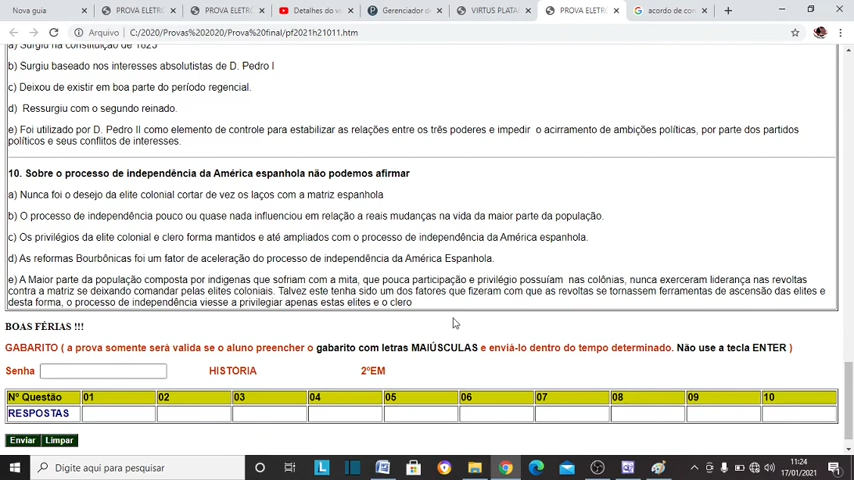 Nova guia
PROVA ELETR
PROVA ELETR
Detalhes do v
Gerenciador de
VIRTUS PLATA
PROVA ELETR
acordo de con
Arquivo | C:/2020/Provas%202020/Prova%20final/pf2021h21011.htm
a) Surgiu na constituição de 1823
b) Surgiu baseado nos interesses absolutistas de D. Pedro I
c) Deixou de existir em boa parte do período regencial.
d) Ressurgiu com o segundo reinado.
e) Foi utilizado por D. Pedro II como elemento de controle para estabilizar as relações entre os três poderes e impedir o acirramento de ambições políticas, por parte dos partidos
políticos e seus conflitos de interesses.
10. Sobre o processo de independência da América espanhola não podemos afirmar
a) Nunca foi o desejo da elite colonial cortar de vez os laços com a matriz espanhola
b) O processo de independência pouco ou quase nada influenciou em relação a reais mudanças na vida da maior parte da população.
c) Os privilégios da elite colonial e clero forma mantidos e até ampliados com o processo de independência da América espanhola.
d) As reformas Bourbônicas foi um fator de aceleração do processo de independência da América Espanhola.
e) A Maior parte da população composta por indigenas que sofriam com a mita, que pouca participação e privilégio possuíam nas colônias, nunca exerceram liderança nas revoltas
contra a matriz se deixando comandar pelas elites coloniais. Talvez este tenha sido um dos fatores que fizeram com que as revoltas se tornassem ferramentas de ascensão das elites e
desta forma, o processo de independência viesse a privilegiar apenas estas elites e o clero
BOAS FÉRIAS !!!
GABARITO ( a prova somente será valida se o aluno preencher o gabarito com letras MAIÚSCULAS e enviá-lo dentro do tempo determinado. Não use a tecla ENTER )
Senha HISTORIA 2ºEM
Nº Questão 01 02 03 04 05 06 07 08 09 10
RESPOSTAS
Enviar Limpar
Digite aqui para pesquisar
11:24
17/01/2021